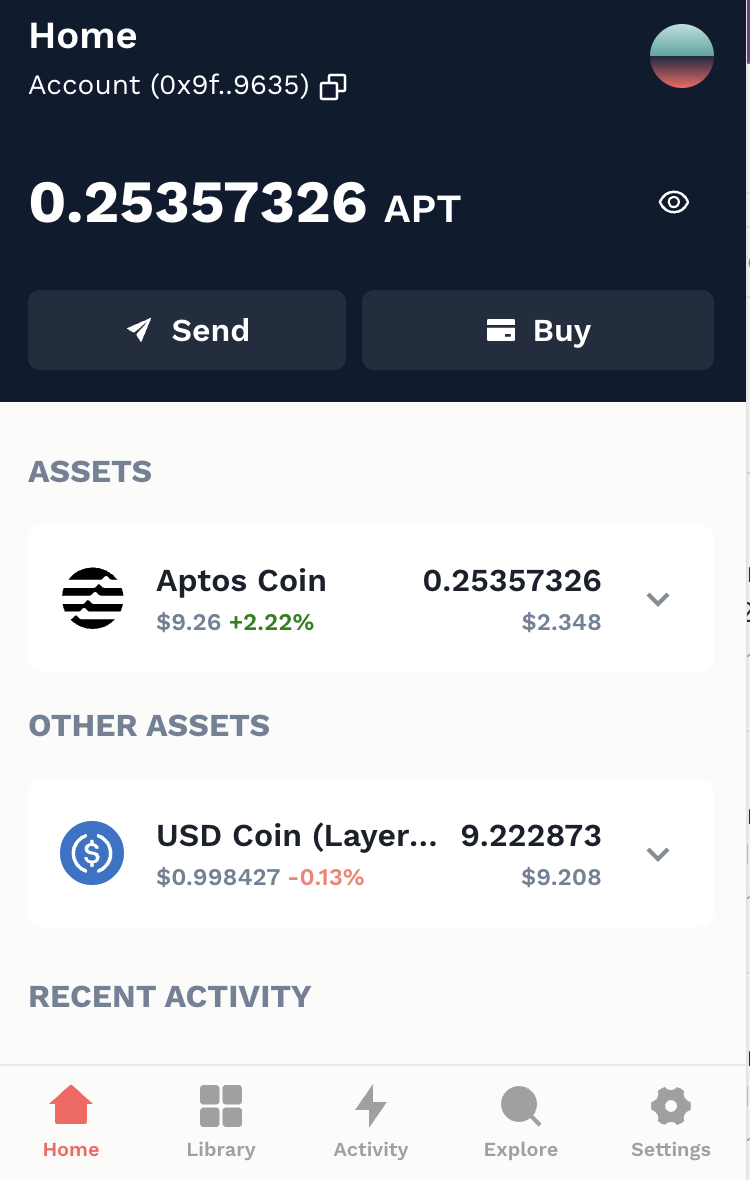 Home
Account (0x9f..9635)
0.25357326 APT
Send
Buy
ASSETS
Aptos Coin 0.25357326
$9.26 +2.22% $2.348
OTHER ASSETS
USD Coin (Layer... 9.222873
$0.998427 -0.13% $9.208
RECENT ACTIVITY
Home Library Activity Explore Settings